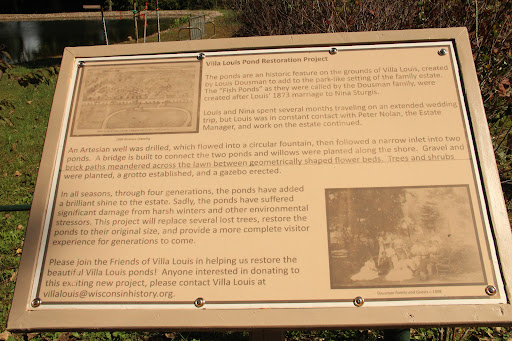 Villa Louis Pond Restoration Project
The ponds are an historic feature on the grounds of Villa Louis, created
by Louis Dousman to add to the park-like setting of the family estate.
The "Fish Ponds" as they were called by the Dousman family, were
created after Louis' 1873 marriage to Nina Sturgis.
Louis and Nina spent several months traveling on an extended wedding
trip, but Louis was in constant contact with Peter Nolan, the Estate
Manager, and work on the estate continued.
An Artesian well was drilled, which flowed into a circular fountain, then followed a narrow inlet into two
ponds. A bridge is built to connect the two ponds and willows were planted along the shore. Gravel and
brick paths meandered across the lawn between geometrically shaped flower beds. Trees and shrubs
were planted, a grotto established, and a gazebo erected.
In all seasons, through four generations, the ponds have added
a brilliant shine to the estate. Sadly, the ponds have suffered
significant damage from harsh winters and other environmental
stressors. This project will replace several lost trees, restore the
ponds to their original size, and provide a more complete visitor
experience for generations to come.
Please join the Friends of Villa Louis in helping us restore the
beautiful Villa Louis ponds! Anyone interested in donating to
this exciting new project, please contact Villa Louis at
villalouis@wisconsinhistory.org.
Dousman Family and Guests